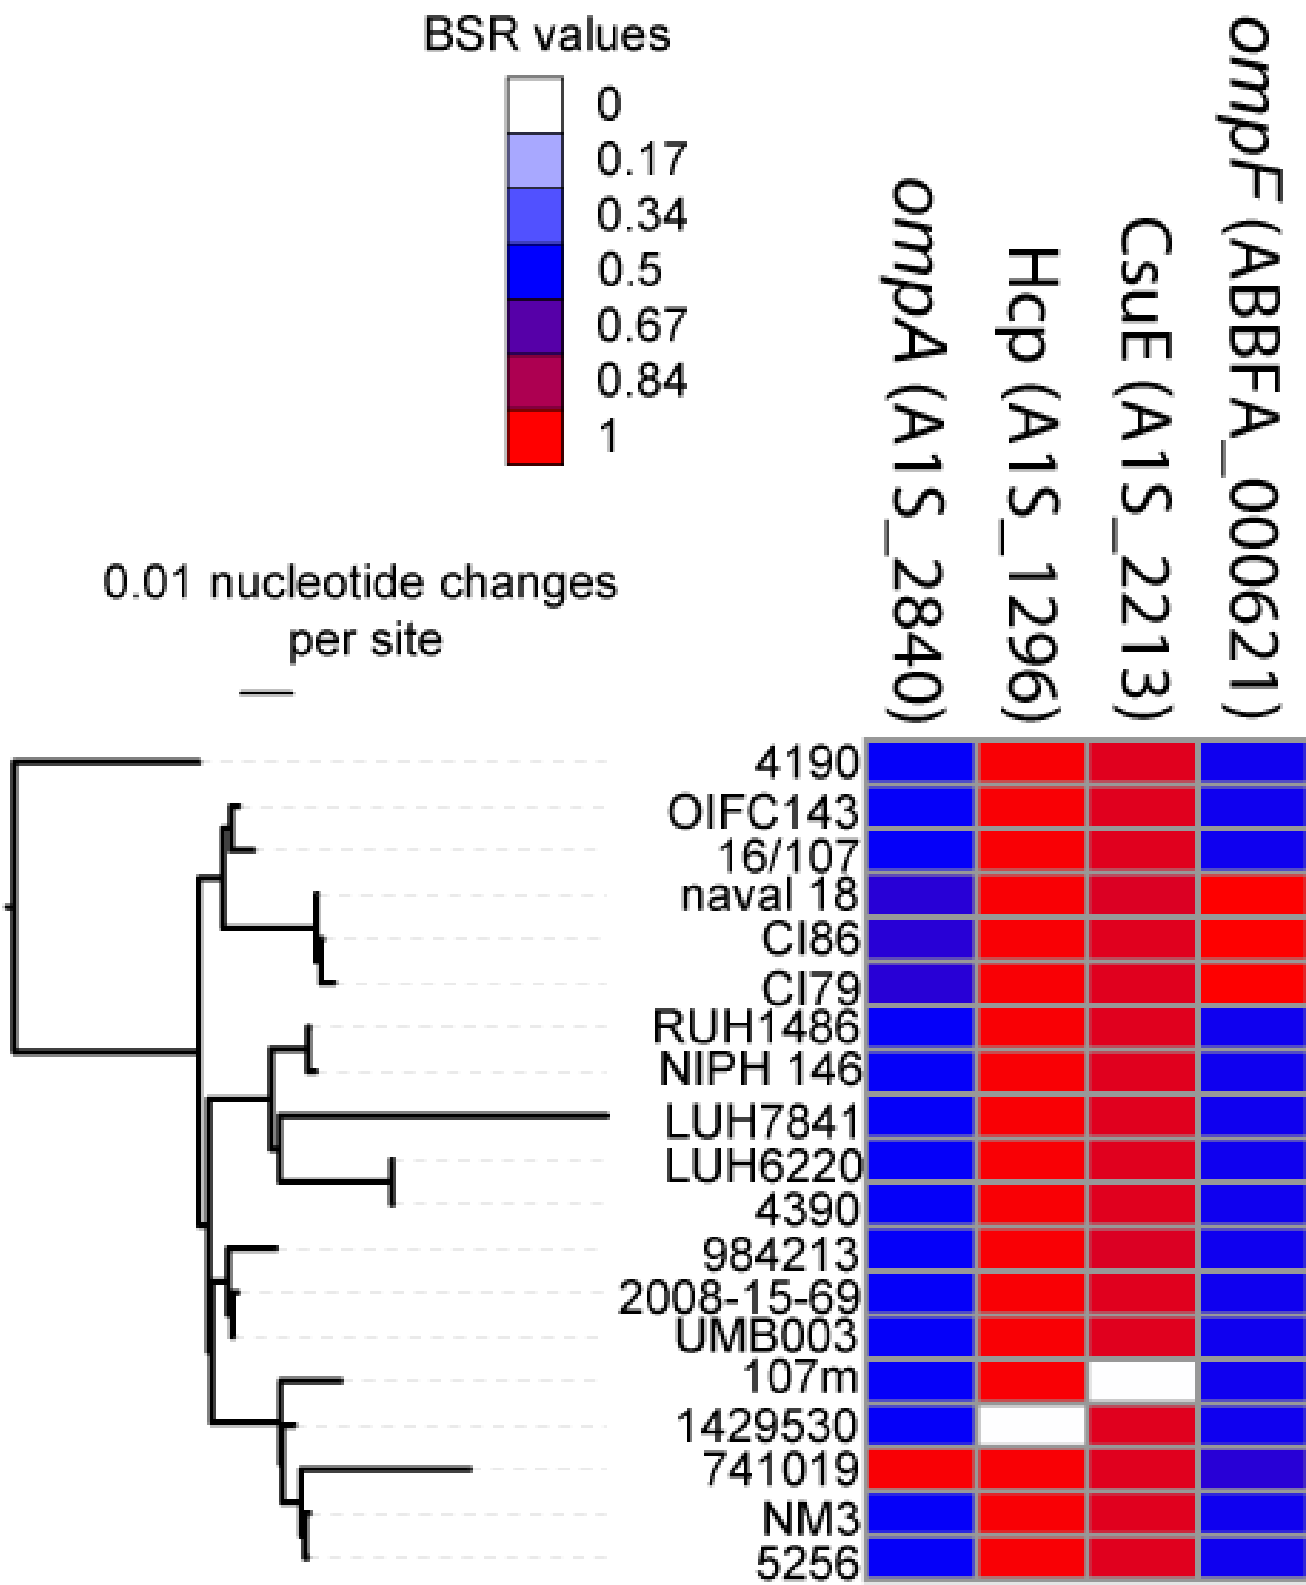 BSR values
0
0.17
0.34
0.5
0.67
0.84
1
ompA (A1S_2840)
Hcp (A1S_1296)
CsuE (A1S_2213)
ompF (ABBFA_000621)
0.01 nucleotide changes
per site
4190
OIFC143
16/107
naval 18
CI86
CI79
RUH1486
NIPH 146
LUH7841
LUH6220
4390
984213
2008-15-69
UMB003
107m
1429530
741019
NM3
5256